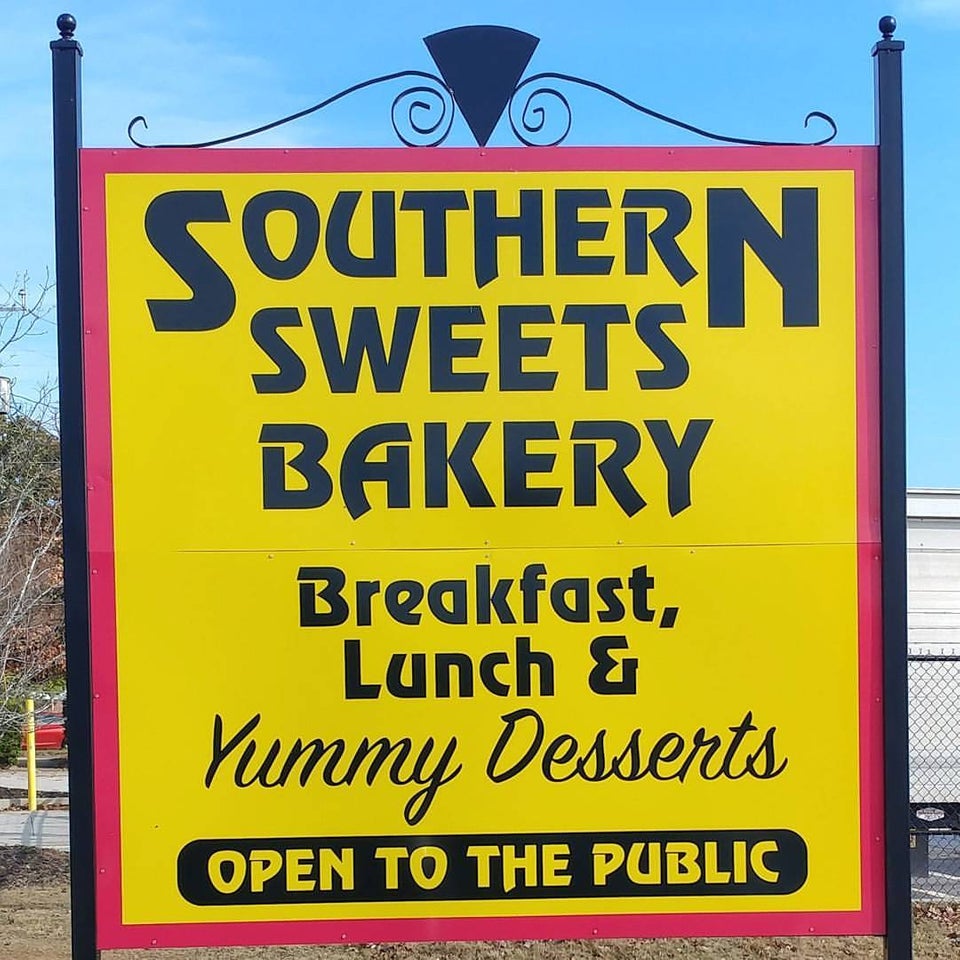 SOUTHERN
SWEETS
BAKERY
Breakfast,
Lunch &
Yummy Desserts
OPEN TO THE PUBLIC